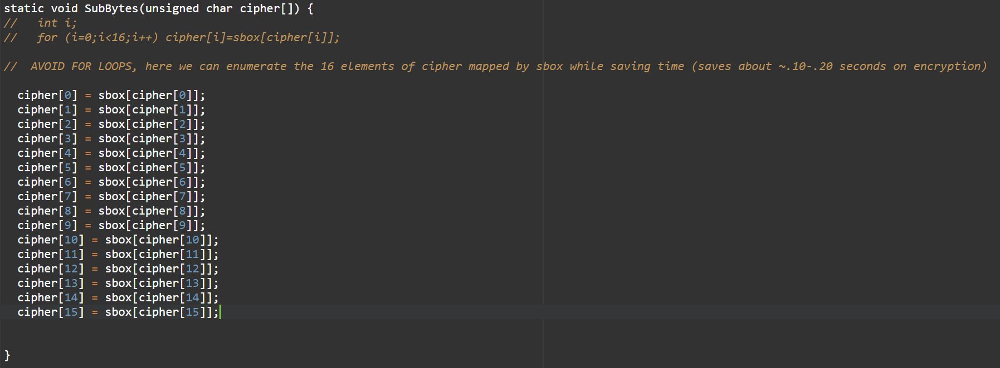 static void SubBytes(unsigned char cipher[]) {
//   int i;
//   for (i=0;i<16;i++) cipher[i]=sbox[cipher[i]];
//  AVOID FOR LOOPS, here we can enumerate the 16 elements of cipher mapped by sbox while saving time (saves about ~.10-.20 seconds on encryption)
  cipher[0] = sbox[cipher[0]];
  cipher[1] = sbox[cipher[1]];
  cipher[2] = sbox[cipher[2]];
  cipher[3] = sbox[cipher[3]];
  cipher[4] = sbox[cipher[4]];
  cipher[5] = sbox[cipher[5]];
  cipher[6] = sbox[cipher[6]];
  cipher[7] = sbox[cipher[7]];
  cipher[8] = sbox[cipher[8]];
  cipher[9] = sbox[cipher[9]];
  cipher[10] = sbox[cipher[10]];
  cipher[11] = sbox[cipher[11]];
  cipher[12] = sbox[cipher[12]];
  cipher[13] = sbox[cipher[13]];
  cipher[14] = sbox[cipher[14]];
  cipher[15] = sbox[cipher[15]];
}